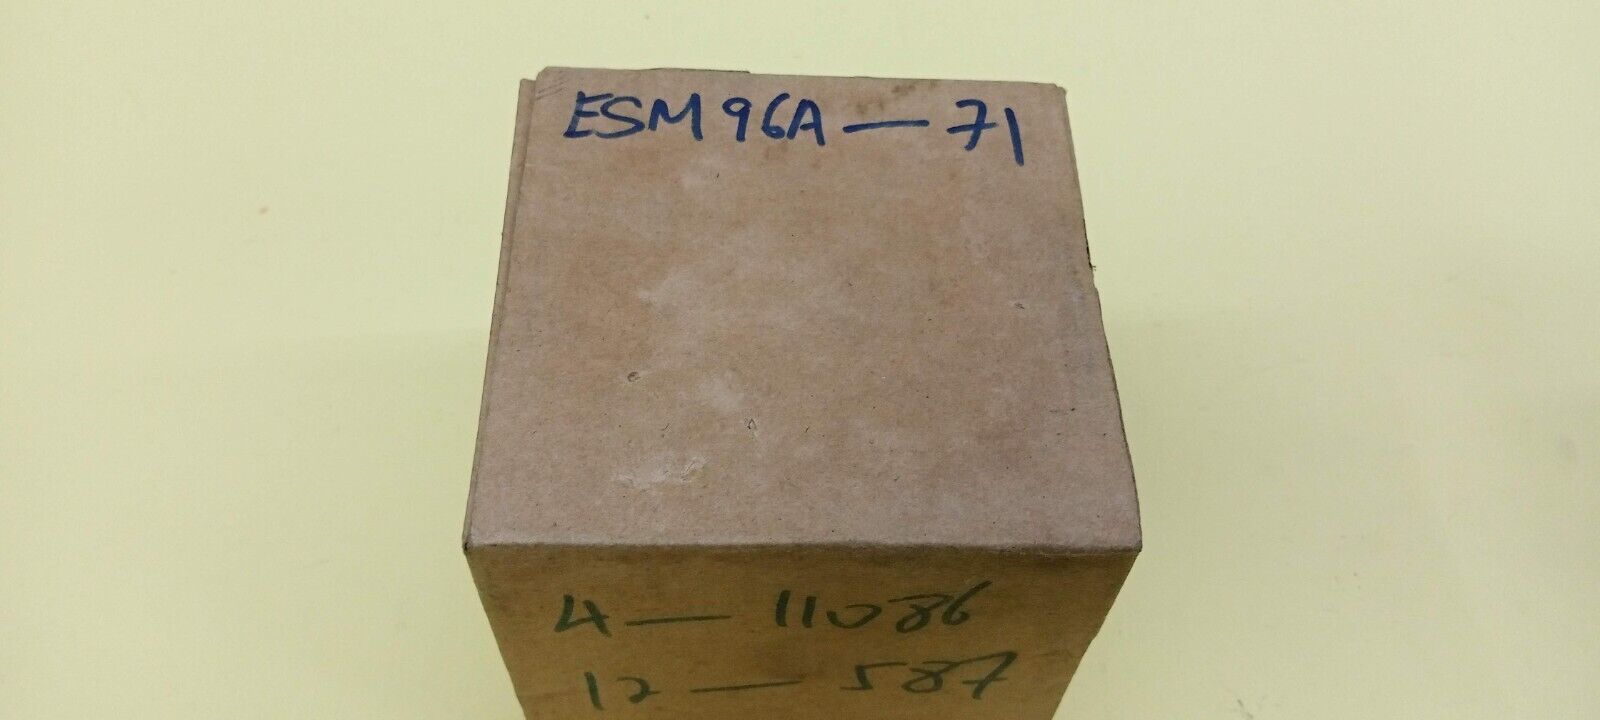 ESM96A — 71
4 — 11086
12 — 587